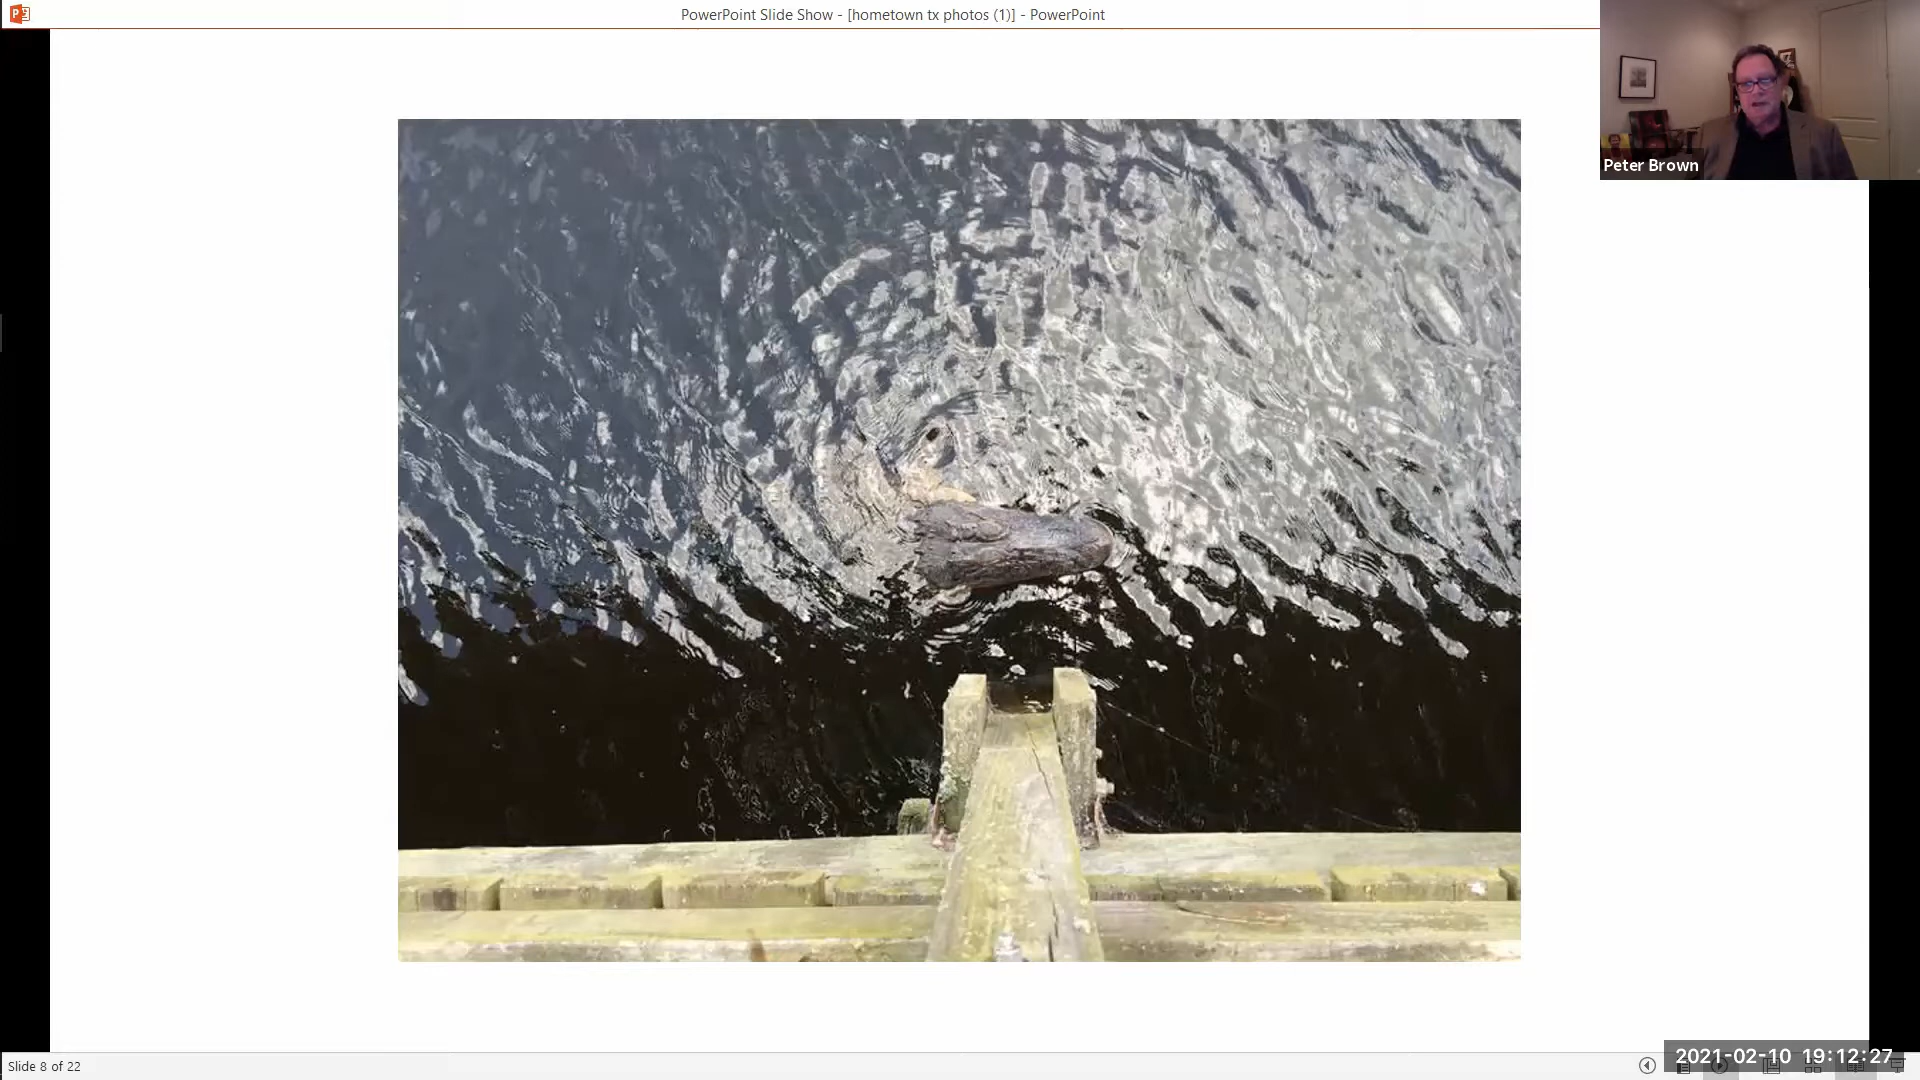 PowerPoint Slide Show - [hometown tx photos (1)] - PowerPoint
Peter Brown
Slide 8 of 22
2021-02-10 19:12:27